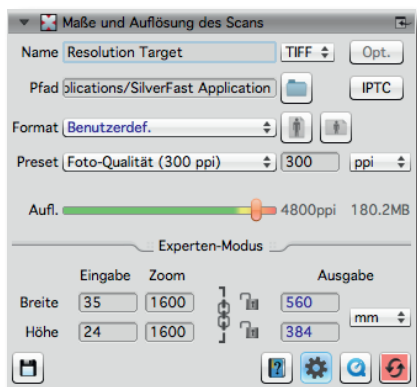 Maße und Auflösung des Scans
Name Resolution Target TIFF Opt.
Pfad plications/SilverFast Application IPTC
Format Benutzerdef.
Preset Foto-Qualität (300 ppi) 300 ppi
Aufl. 4800ppi 180.2MB
Experten-Modus
Eingabe Zoom Ausgabe
Breite 35 1600 560
mm
Höhe 24 1600 384